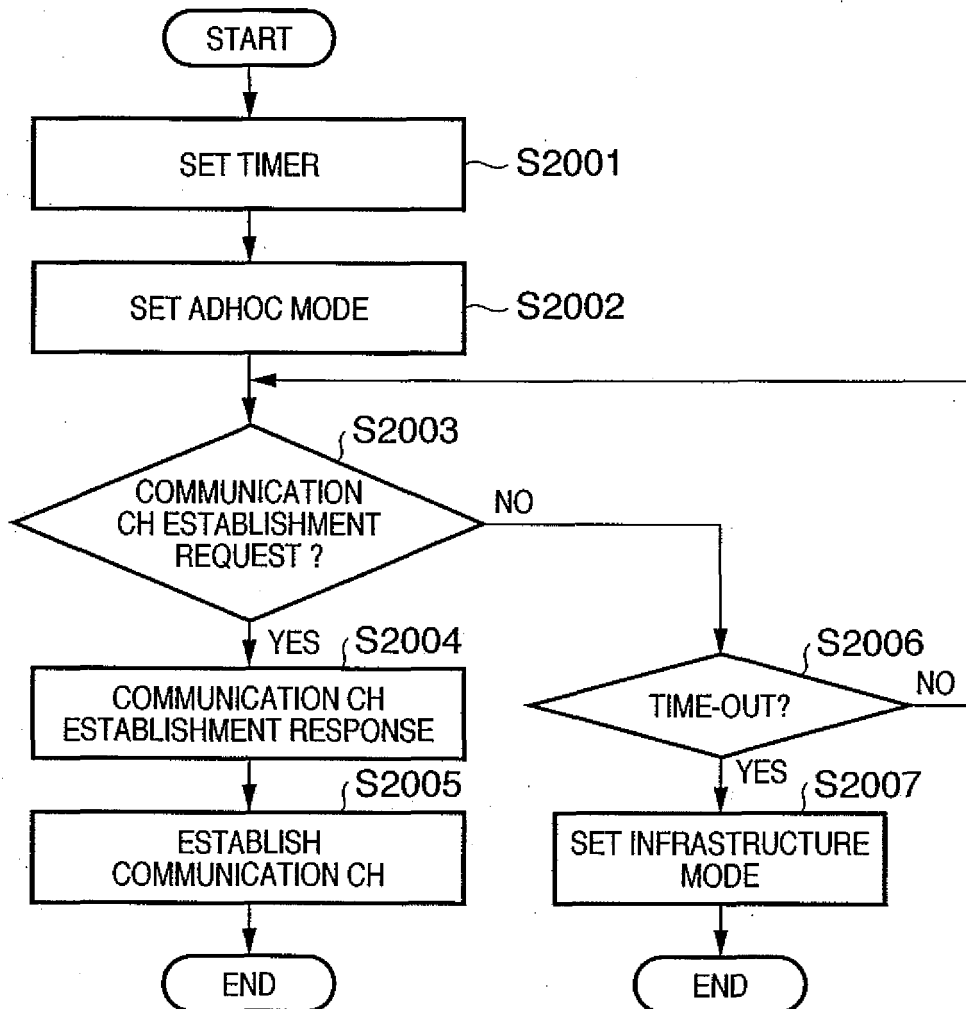 START
SET TIMER
S2001
SET ADHOC MODE
S2002
S2003
COMMUNICATION
CH ESTABLISHMENT
REQUEST ?
NO
YES
S2004
COMMUNICATION CH
ESTABLISHMENT RESPONSE
S2005
ESTABLISH
COMMUNICATION CH
END
S2006
TIME-OUT?
NO
YES
S2007
SET INFRASTRUCTURE
MODE
END